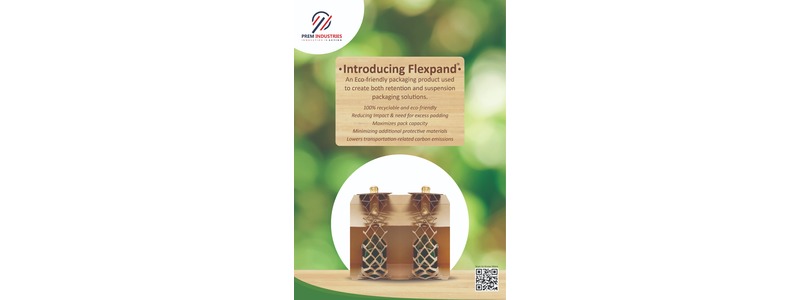 PREM INDUSTRIES
•Introducing Flexpand•
An Eco-friendly packaging product used
to create both retention and suspension
packaging solutions.
100% recyclable and eco-friendly
Reducing impact & need for excess padding
Maximizes pack capacity
Minimizing additional protective materials
Lowers transportation-related carbon emissions